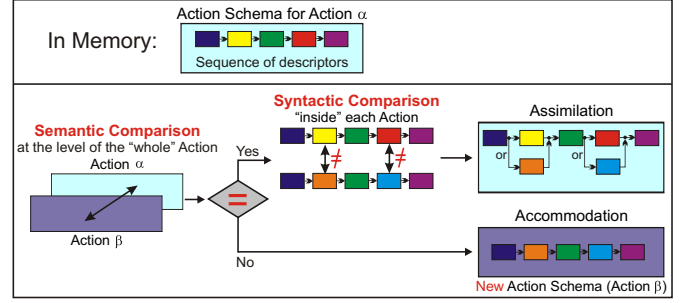 In Memory:
Action Schema for Action α
Sequence of descriptors
Semantic Comparison
at the level of the "whole" Action
Action α
Action β
=
Yes
No
Syntactic Comparison
"inside" each Action
≠ ≠
Assimilation
or or
Accommodation
New Action Schema (Action β)